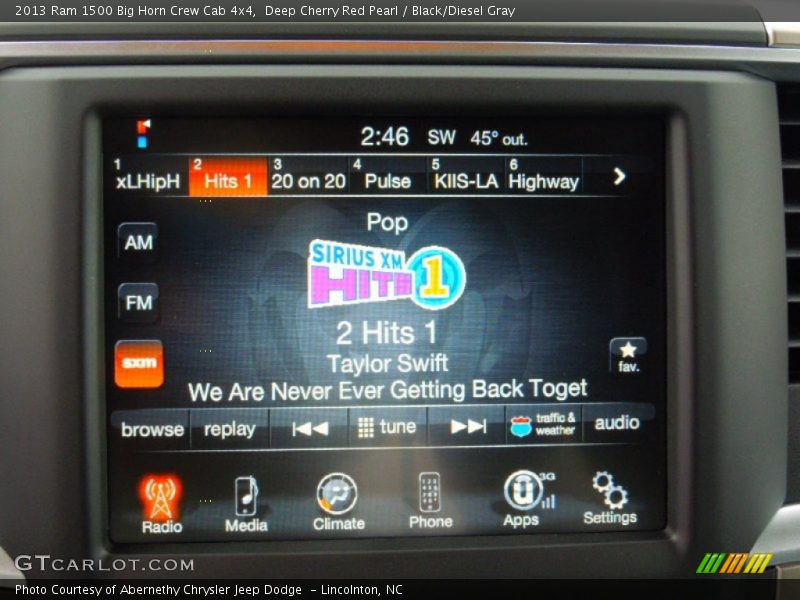 2013 Ram 1500 Big Horn Crew Cab 4x4,  Deep Cherry Red Pearl / Black/Diesel Gray
2:46 SW 45° out.
1 xLHipH 2 Hits 1 3 20 on 20 4 Pulse 5 KIIS-LA 6 Highway
Pop
AM
SIRIUS XM
HITS 1
FM
2 Hits 1
sxm
Taylor Swift
fav.
We Are Never Ever Getting Back Toget
browse replay tune traffic & weather audio
3G
Radio Media Climate Phone Apps Settings
GTCARLOT.COM
Photo Courtesy of Abernethy Chrysler Jeep Dodge  - Lincolnton, NC